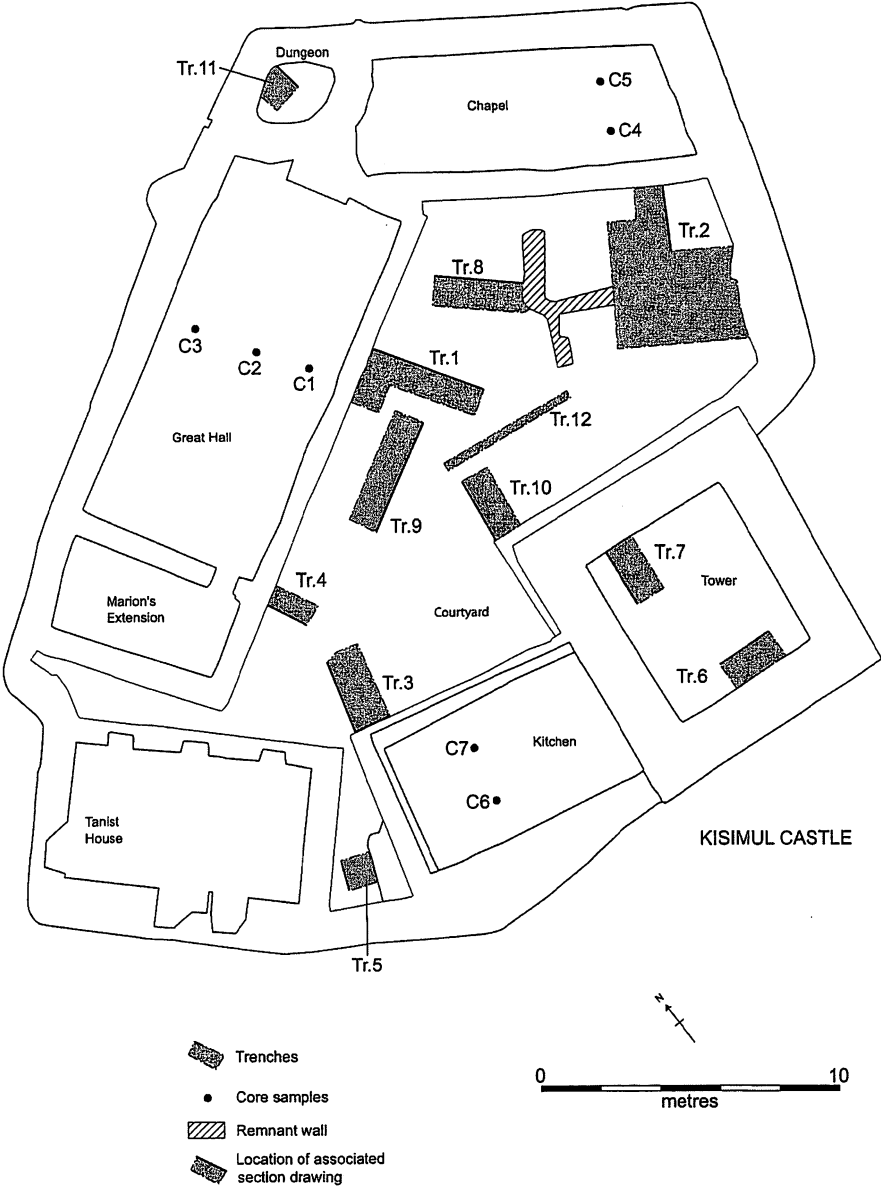 Dungeon
Tr.11
C5
Chapel
C4
Tr.2
Tr.8
C3
C2
C1
Tr.1
Great Hall
Tr.12
Tr.10
Tr.9
Tr.7
Tower
Tr.4
Marion's
Extension
Courtyard
Tr.3
Tr.6
C7
Kitchen
C6
Tanist
House
KISIMUL CASTLE
Tr.5
N
Trenches
0
10
metres
Core samples
Remnant wall
Location of associated
section drawing